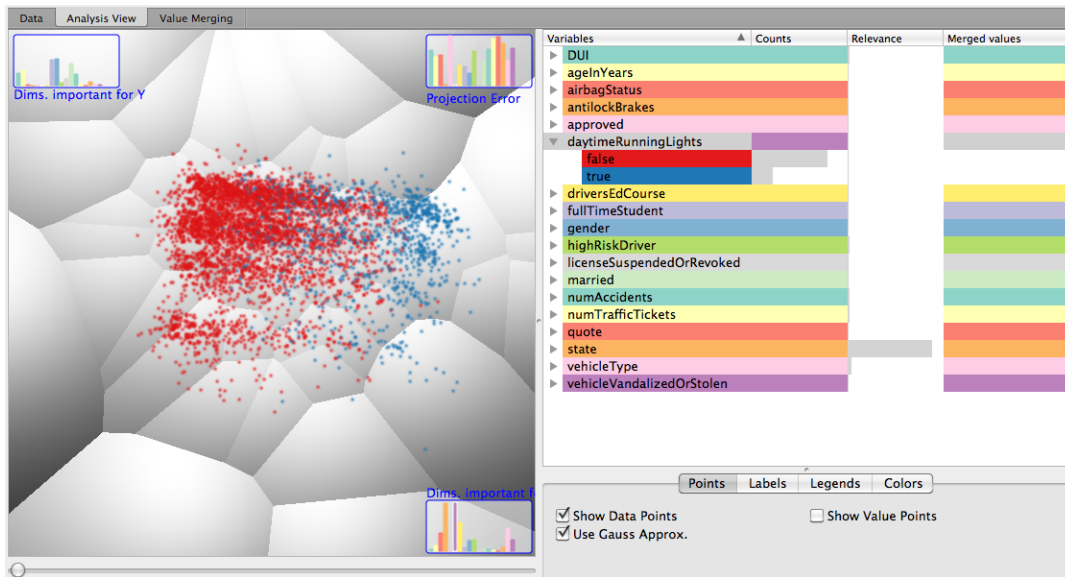 Data Analysis View Value Merging
Dims. important for Y
Projection Error
Dims. important fo
Variables Counts Relevance Merged values
DUI
ageInYears
airbagStatus
antilockBrakes
approved
daytimeRunningLights
false
true
driversEdCourse
fullTimeStudent
gender
highRiskDriver
licenseSuspendedOrRevoked
married
numAccidents
numTrafficTickets
quote
state
vehicleType
vehicleVandalizedOrStolen
Points Labels Legends Colors
Show Data Points Show Value Points
Use Gauss Approx.